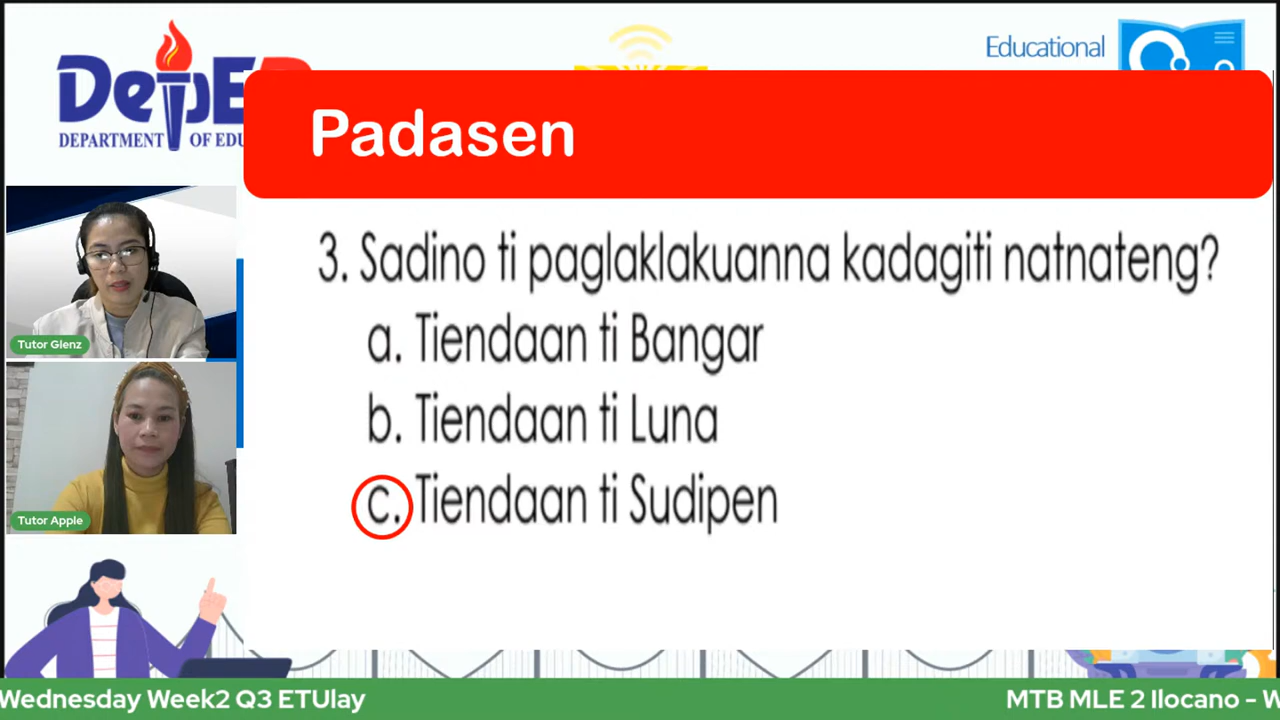 DepED
DEPARTMENT OF EDU
Educational
Padasen
3. Sadino ti paglaklakuanna kadagiti natnateng?
a. Tiendaan ti Bangar
b. Tiendaan ti Luna
c. Tiendaan ti Sudipen
Tutor Glenz
Tutor Apple
Wednesday Week2 Q3 ETUlay
MTB MLE 2 Ilocano - W